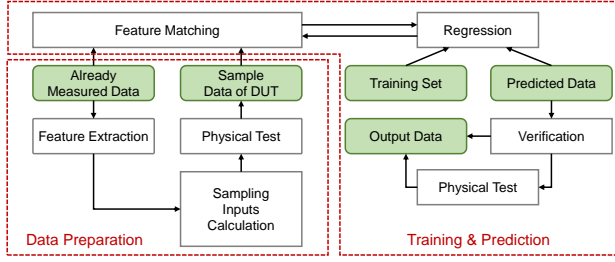 Feature Matching
Regression
Already
Measured Data
Sample
Data of DUT
Training Set
Predicted Data
Feature Extraction
Physical Test
Output Data
Verification
Sampling
Inputs
Calculation
Physical Test
Data Preparation
Training & Prediction